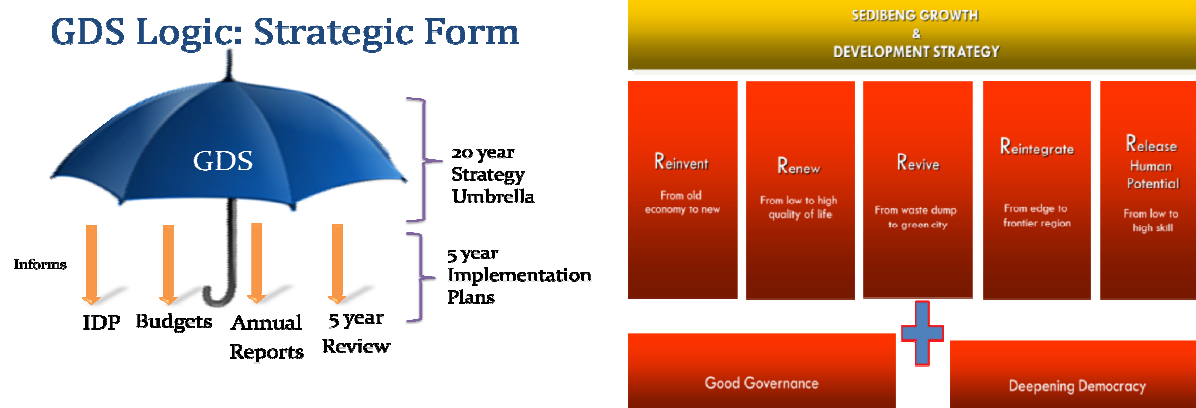 GDS Logic: Strategic Form
GDS
20 year
Strategy
Umbrella
Informs
5 year
Implementation
Plans
IDP
Budgets
Annual
Reports
5 year
Review
SEDIBENG GROWTH
&
DEVELOPMENT STRATEGY
Reinvent
From old
economy to new
Renew
From low to high
quality of life
Revive
From waste dump
to green city
Reintegrate
From edge to
frontier region
Release
Human
Potential
From low to
high skill
Good Governance
Deepening Democracy